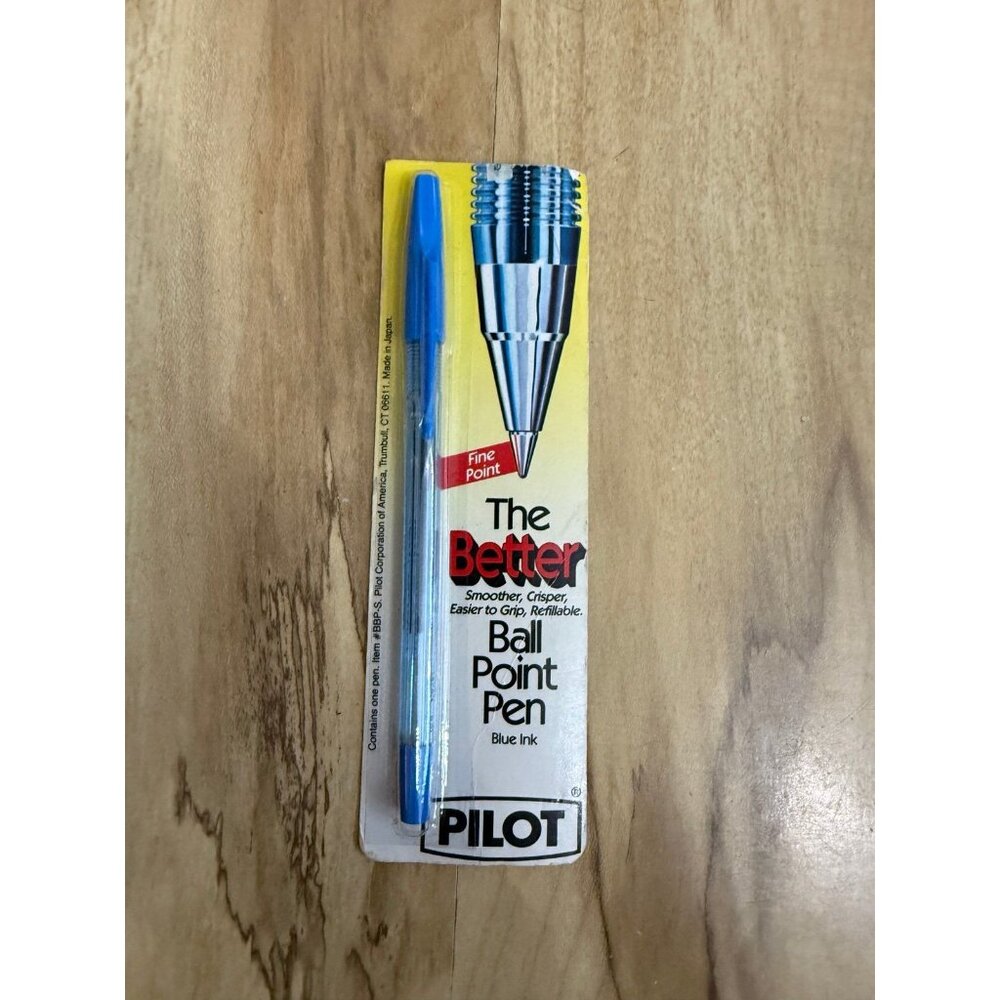 Fine
Point
The
Better
Smoother, Crisper,
Easier to Grip, Refillable.
Ball
Point
Pen
Blue Ink
PILOT®
Contains one pen. Item #BBP-S. Pilot Corporation of America, Trumbull, CT 06611. Made in Japan.